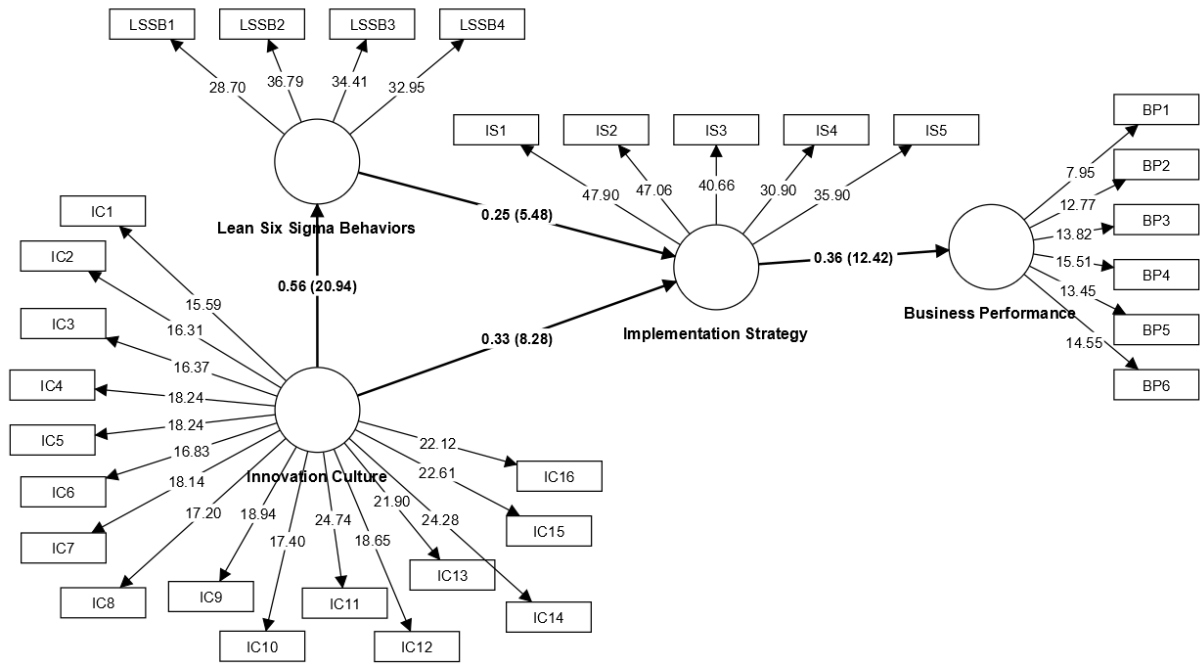 LSSB1 LSSB2 LSSB3 LSSB4
28.70 36.79 34.41 32.95
IS1 IS2 IS3 IS4 IS5
47.90 47.06 40.66 30.90 35.90
BP1
BP2
BP3
BP4
BP5
BP6
7.95
12.77
13.82
15.51
13.45
14.55
Lean Six Sigma Behaviors
0.25 (5.48)
0.36 (12.42)
0.56 (20.94)
0.33 (8.28)
Implementation Strategy
Business Performance
IC1
IC2
IC3
IC4
IC5
IC6
IC7
IC8
15.59
16.31
16.37
18.24
18.24
16.83
18.14
17.20
Innovation Culture
18.94
17.40
24.74
18.65
21.90
24.28
22.61
22.12
IC9
IC10
IC11
IC12
IC13
IC14
IC15
IC16